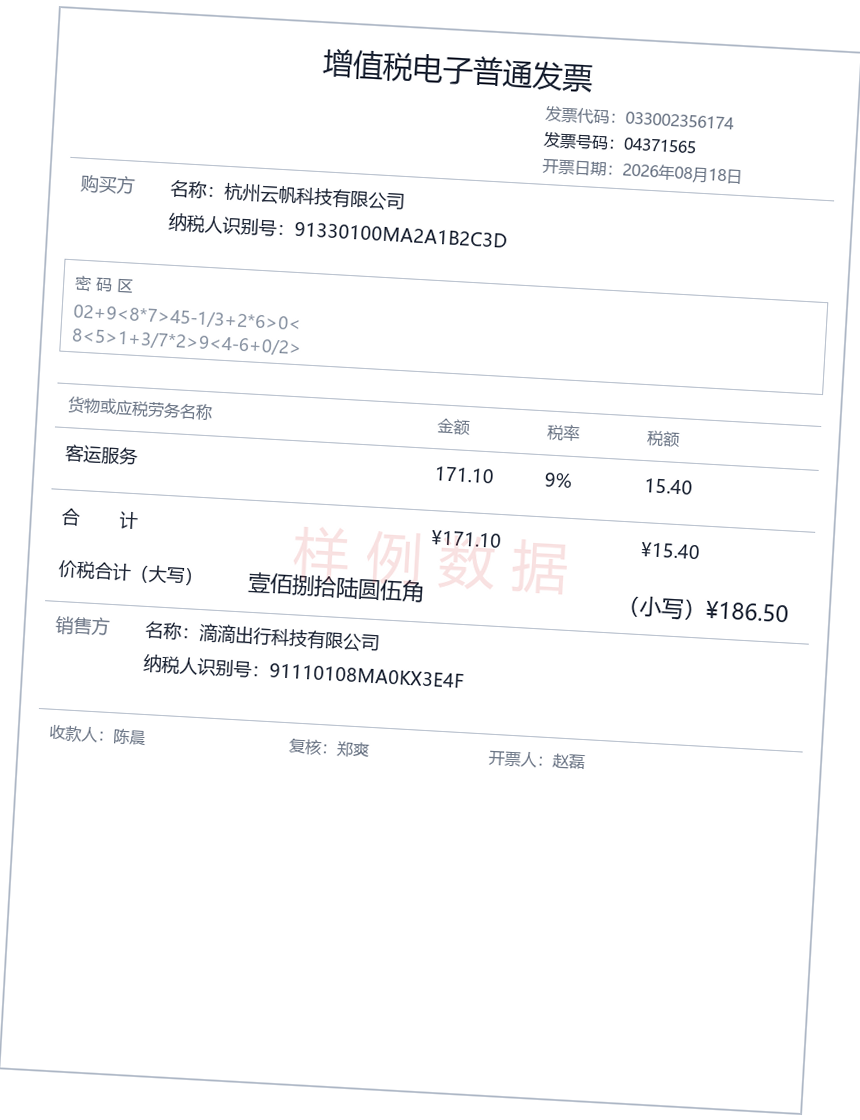 增值税电子普通发票
发票代码：033002356174
发票号码：04371565
开票日期：2026年08月18日
购买方 名称：杭州云帆科技有限公司
纳税人识别号：91330100MA2A1B2C3D
密 码 区
02+9<8*7>45-1/3+2*6>0<
8<5>1+3/7*2>9<4-6+0/2>
货物或应税劳务名称 金额 税率 税额
客运服务 171.10 9% 15.40
合 计 ¥171.10 ¥15.40
样例数据
价税合计（大写） 壹佰捌拾陆圆伍角 （小写）¥186.50
销售方 名称：滴滴出行科技有限公司
纳税人识别号：91110108MA0KX3E4F
收款人：陈晨 复核：郑爽 开票人：赵磊